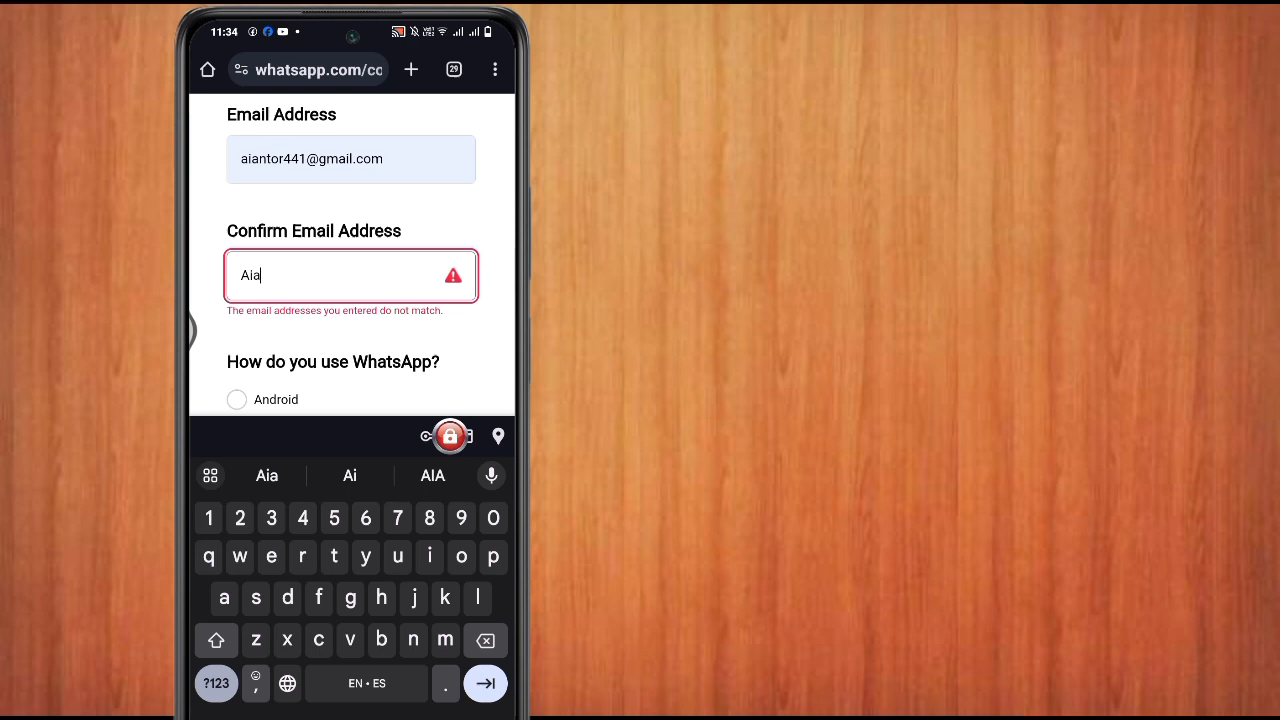 11:34
whatsapp.com/co
29
Email Address
aiantor441@gmail.com
Confirm Email Address
Aia
The email addresses you entered do not match.
How do you use WhatsApp?
Android
Aia Ai AIA
1 2 3 4 5 6 7 8 9 0
q w e r t y u i o p
a s d f g h j k l
z x c v b n m
?123 , EN • ES .